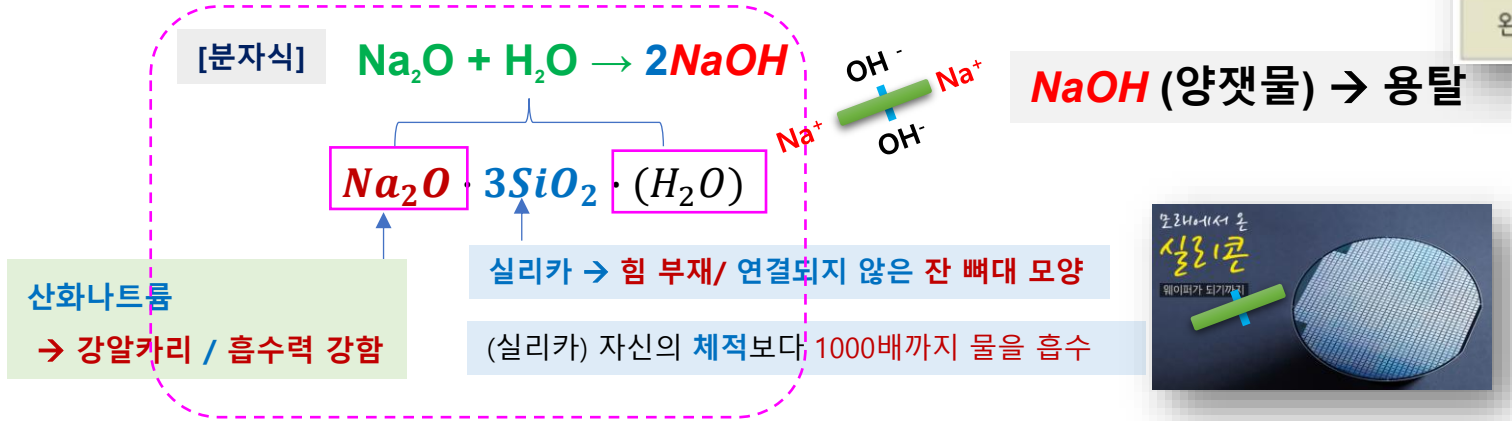 [분자식]
Na₂O + H₂O → 2NaOH
OH⁻
Na⁺
Na⁺
OH⁻
NaOH (양잿물) → 용탈
Na₂O · 3SiO₂ · (H₂O)
실리카 → 힘 부재/ 연결되지 않은 잔 뼈대 모양
산화나트륨
→ 강알카리 / 흡수력 강함
(실리카) 자신의 체적보다 1000배까지 물을 흡수
모래에서 온
실리콘
웨이퍼가 되기까지